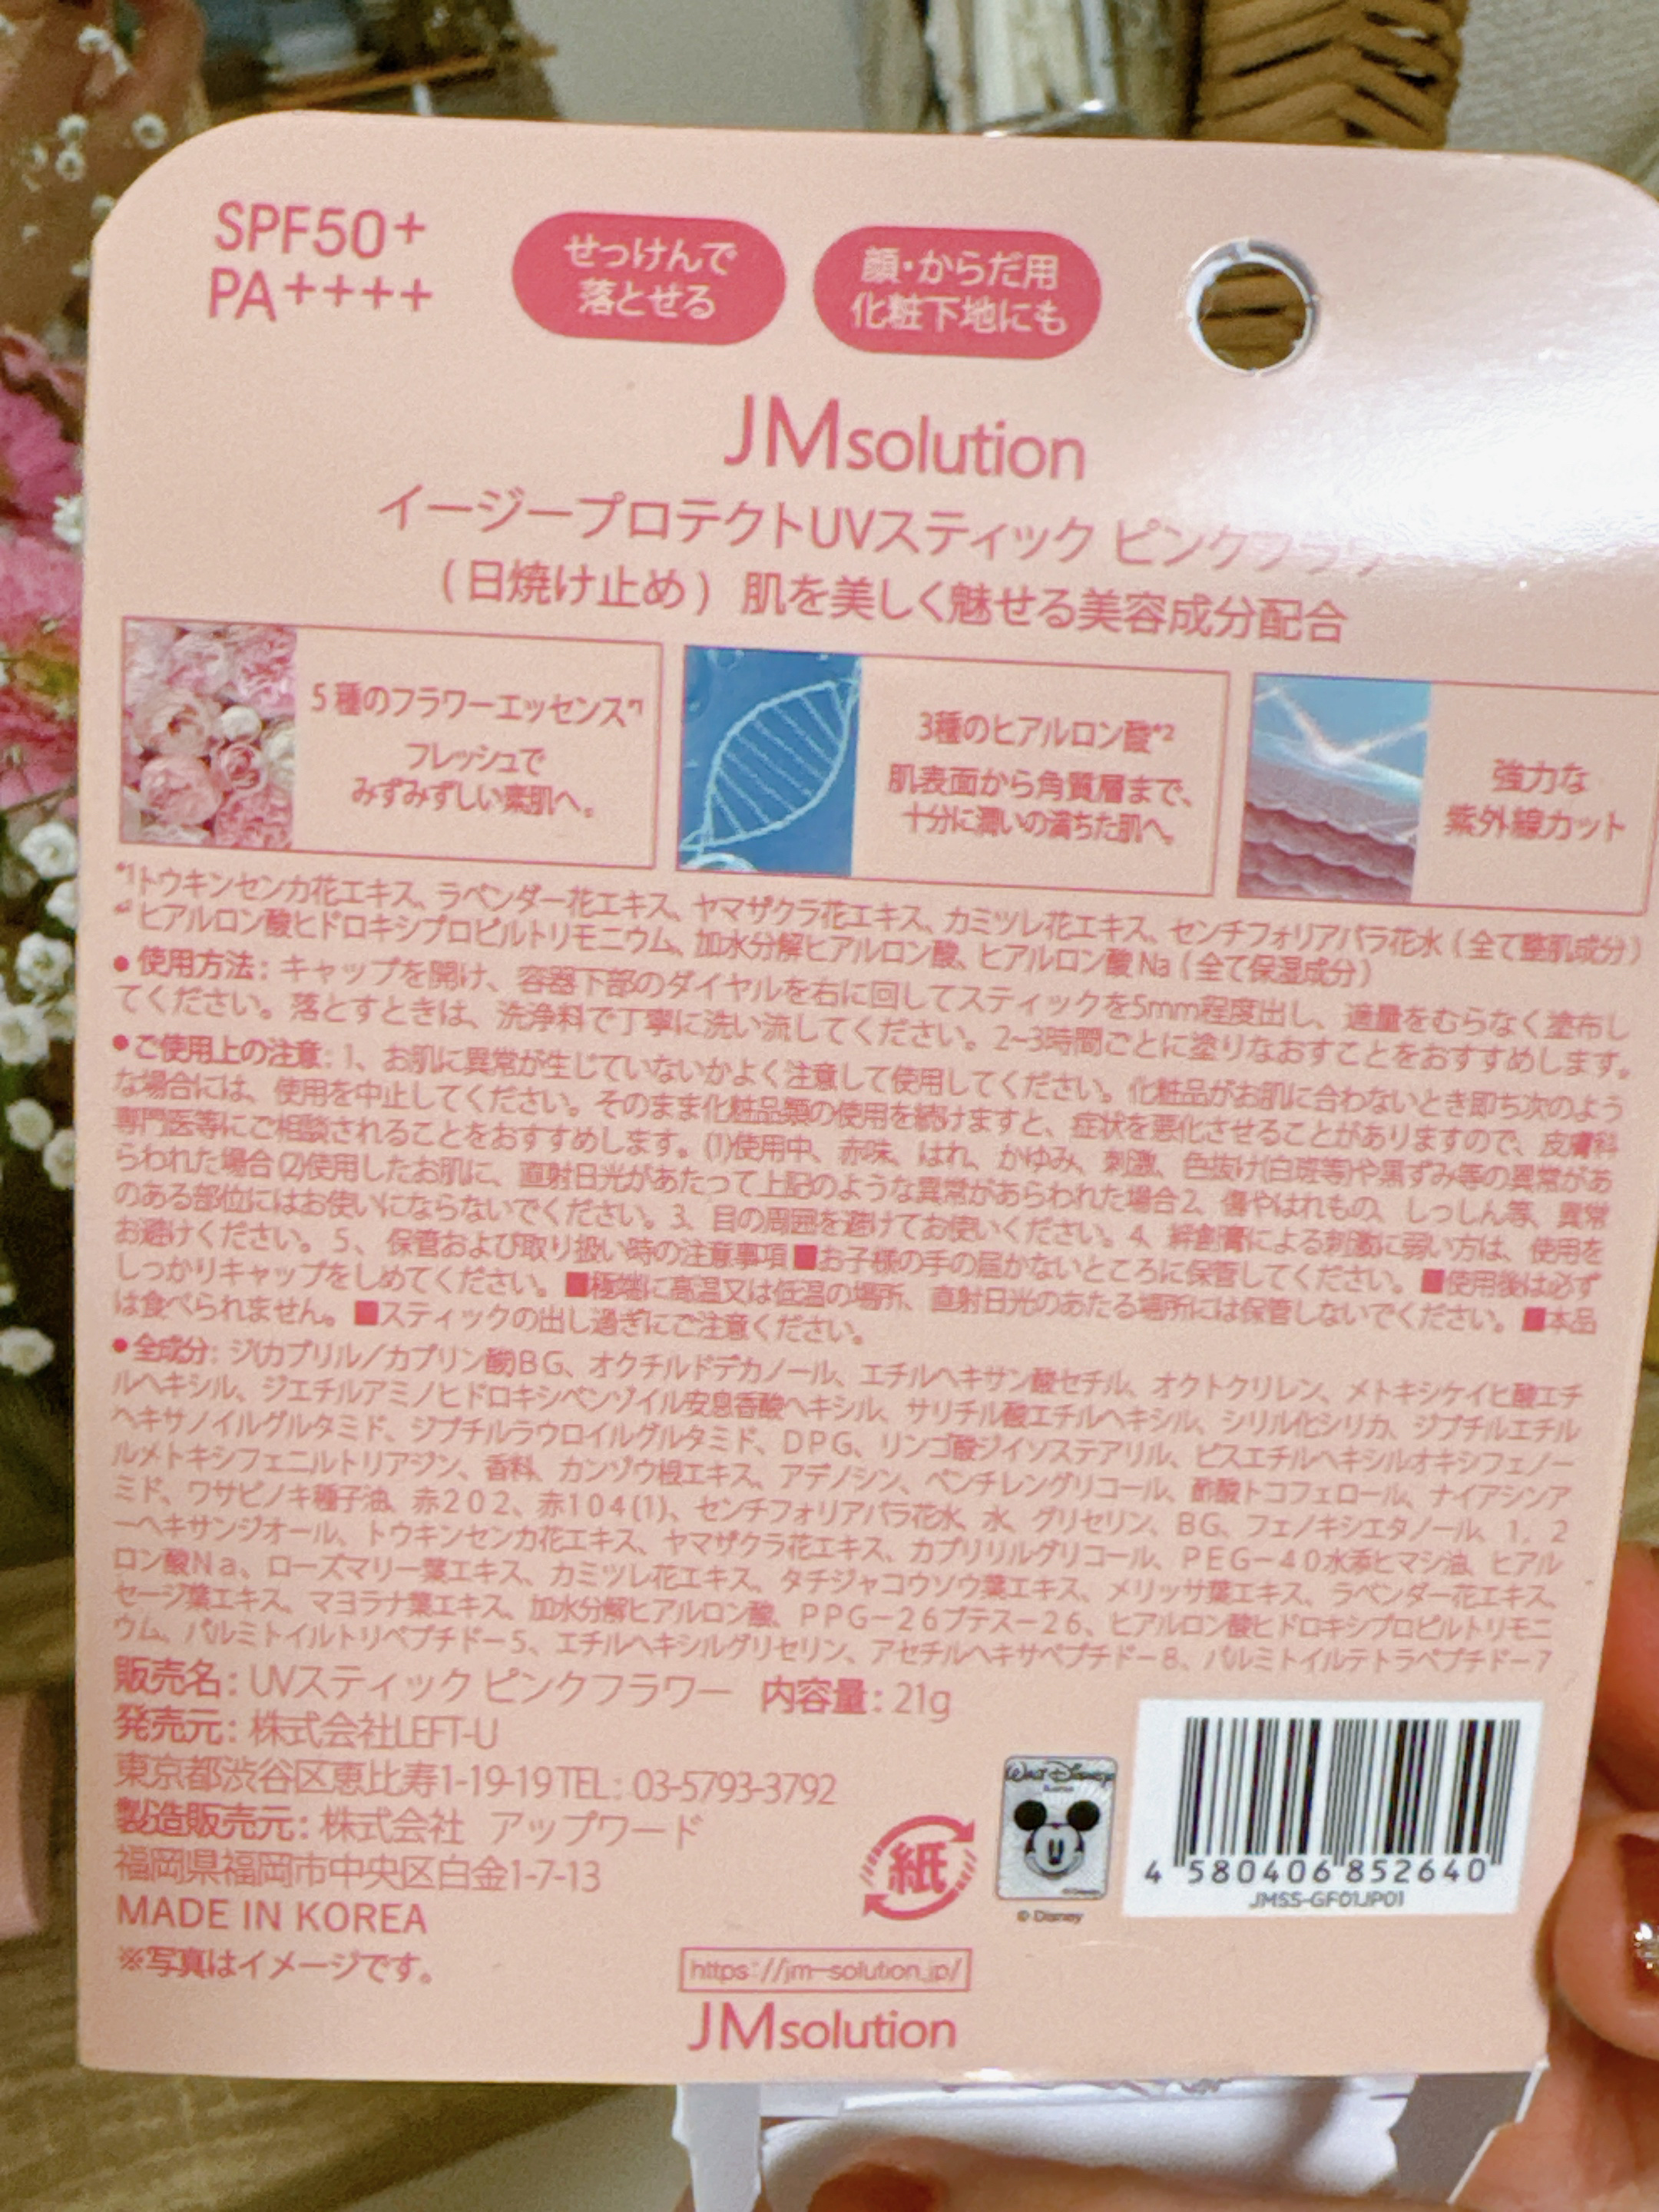 SPF50+
PA++++
せっけんで
落とせる
顔・からだ用
化粧下地にも
JMsolution
イージープロテクトUVスティック ピンクフラワ
(日焼け止め) 肌を美しく魅せる美容成分配合
5種のフラワーエッセンス*1
フレッシュで
みずみずしい素肌へ。
3種のヒアルロン酸*2
肌表面から角質層まで、
十分に潤いの満ちた肌へ。
強力な
紫外線カット
*1トウキンセンカ花エキス、ラベンダー花エキス、ヤマザクラ花エキス、カミツレ花エキス、センチフォリアバラ花水(全て整肌成分)
*2 ヒアルロン酸ヒドロキシプロピルトリモニウム、加水分解ヒアルロン酸、ヒアルロン酸Na(全て保湿成分)
●使用方法:キャップを開け、容器下部のダイヤルを右に回してスティックを5mm程度出し、適量をむらなく塗布し
てください。落とすときは、洗浄料で丁寧に洗い流してください。2~3時間ごとに塗りなおすことをおすすめします。
●ご使用上の注意:1、お肌に異常が生じていないかよく注意して使用してください。化粧品がお肌に合わないとき即ち次のよう
な場合には、使用を中止してください。そのまま化粧品類の使用を続けますと、症状を悪化させることがありますので、皮膚科
専門医等にご相談されることをおすすめします。(1)使用中、赤味、はれ、かゆみ、刺激、色抜け(白斑等)や黒ずみ等の異常があ
らわれた場合(2)使用したお肌に、直射日光があたって上記のような異常があらわれた場合2、傷やはれもの、しっしん等、異常
のある部位にはお使いにならないでください。3、目の周囲を避けてお使いください。4、絆創膏による刺激に弱い方は、使用を
お避けください。5、保管および取り扱い時の注意事項■お子様の手の届かないところに保管してください。■使用後は必ず
しっかりキャップをしめてください。■極端に高温又は低温の場所、直射日光のあたる場所には保管しないでください。■本品
は食べられません。■スティックの出し過ぎにご注意ください。
●全成分:ジ(カプリル/カプリン酸)BG、オクチルドデカノール、エチルヘキサン酸セチル、オクトクリレン、メトキシケイヒ酸エチ
ルヘキシル、ジエチルアミノヒドロキシベンゾイル安息香酸ヘキシル、サリチル酸エチルヘキシル、シリル化シリカ、ジブチルエチル
ヘキサノイルグルタミド、ジブチルラウロイルグルタミド、DPG、リンゴ酸ジイソステアリル、ビスエチルヘキシルオキシフェノー
ルメトキシフェニルトリアジン、香料、カンゾウ根エキス、アデノシン、ペンチレングリコール、酢酸トコフェロール、ナイアシンア
ミド、ワサビノキ種子油、赤202、赤104(1)、センチフォリアバラ花水、水、グリセリン、BG、フェノキシエタノール、1,2
ーヘキサンジオール、トウキンセンカ花エキス、ヤマザクラ花エキス、カプリリルグリコール、PEG-40水添ヒマシ油、ヒアル
ロン酸Na、ローズマリー葉エキス、カミツレ花エキス、タチジャコウソウ葉エキス、メリッサ葉エキス、ラベンダー花エキス、
セージ葉エキス、マヨラナ葉エキス、加水分解ヒアルロン酸、PPG-26ブテス-26、ヒアルロン酸ヒドロキシプロピルトリモニ
ウム、パルミトイルトリペプチド-5、エチルヘキシルグリセリン、アセチルヘキサペプチド-8、パルミトイルテトラペプチド-7
販売名:UVスティック ピンクフラワー 内容量:21g
発売元:株式会社LEFT-U
東京都渋谷区恵比寿1-19-19 TEL:03-5793-3792
製造販売元:株式会社 アップワード
福岡県福岡市中央区白金1-7-13
MADE IN KOREA
※写真はイメージです。
紙
WALT DISNEY
© Disney
4 580406 852640
JMSS-GF01JP01
https://jm-solution.jp/
JMsolution